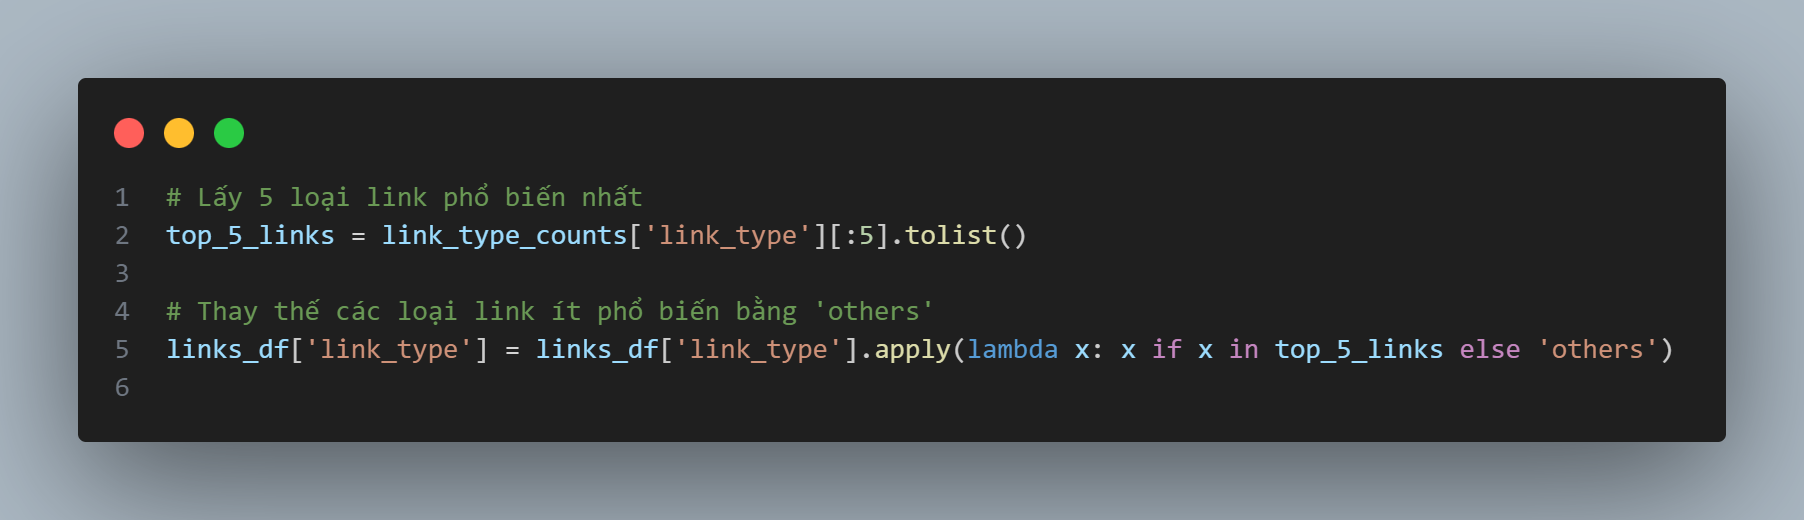 1 # Lấy 5 loại link phổ biến nhất
2 top_5_links = link_type_counts['link_type'][:5].tolist()
3
4 # Thay thế các loại link ít phổ biến bằng 'others'
5 links_df['link_type'] = links_df['link_type'].apply(lambda x: x if x in top_5_links else 'others')
6